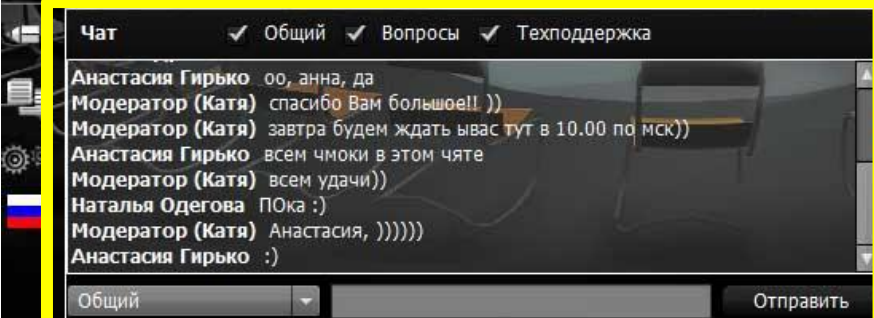 Чат Общий Вопросы Техподдержка
Анастасия Гирько оо, анна, да
Модератор (Катя) спасибо Вам большое!! ))
Модератор (Катя) завтра будем ждать ывас тут в 10.00 по мск))
Анастасия Гирько всем чмоки в этом чяте
Модератор (Катя) всем удачи))
Наталья Одегова ПОка :)
Модератор (Катя) Анастасия, ))))))
Анастасия Гирько :)
Общий Отправить